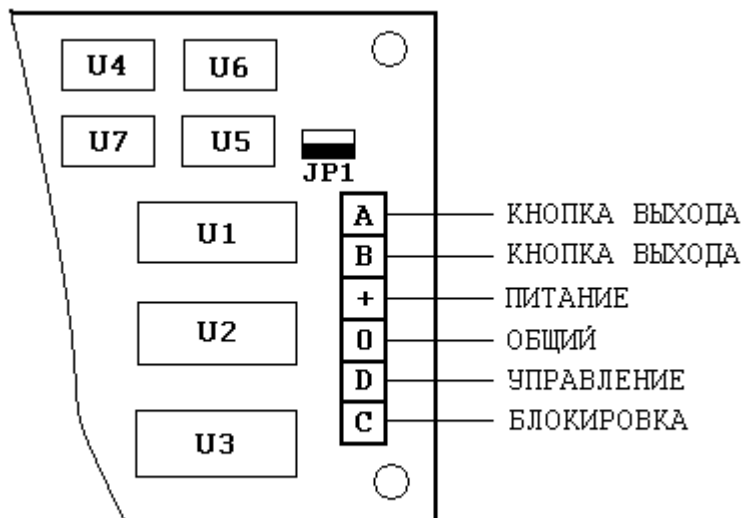 U4 U6
U7 U5
JP1
U1
A КНОПКА ВЫХОДА
B КНОПКА ВЫХОДА
+ ПИТАНИЕ
U2
0 ОБЩИЙ
D УПРАВЛЕНИЕ
C БЛОКИРОВКА
U3